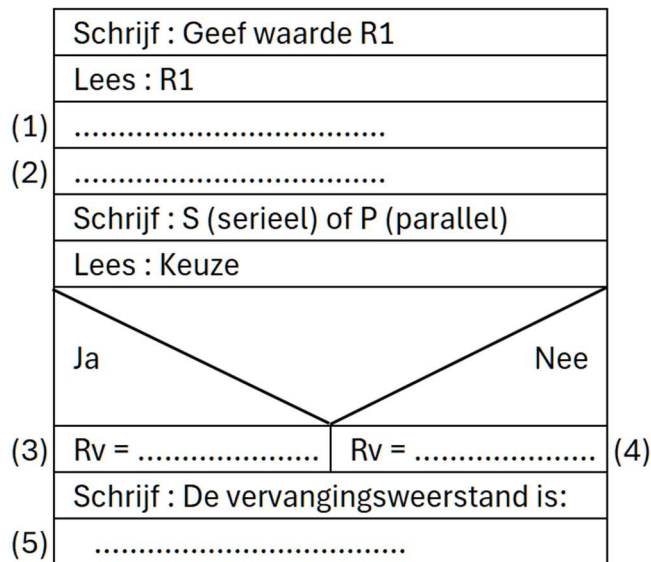 Schrijf : Geef waarde R1
Lees : R1
(1) ...................................
(2) ...................................
Schrijf : S (serieel) of P (parallel)
Lees : Keuze
Ja Nee
(3) Rv = .................... Rv = .................... (4)
Schrijf : De vervangingsweerstand is:
(5) ...................................